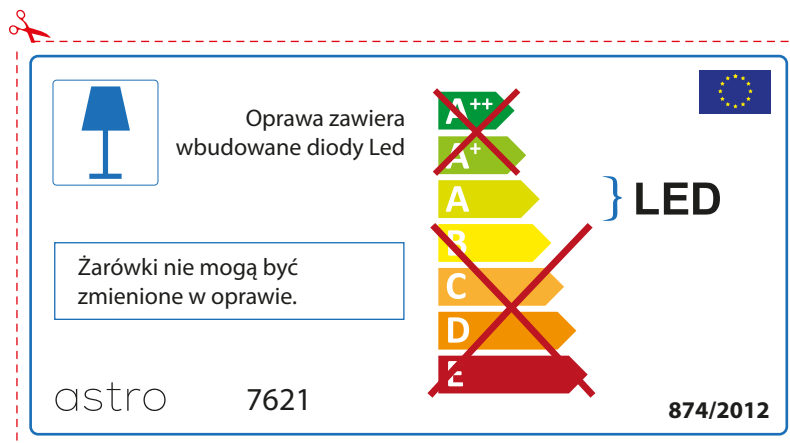 Oprawa zawiera
wbudowane diody Led
A++
A+
A
B
C
D
E
LED
Żarówki nie mogą być
zmienione w oprawie.
astro
7621
874/2012